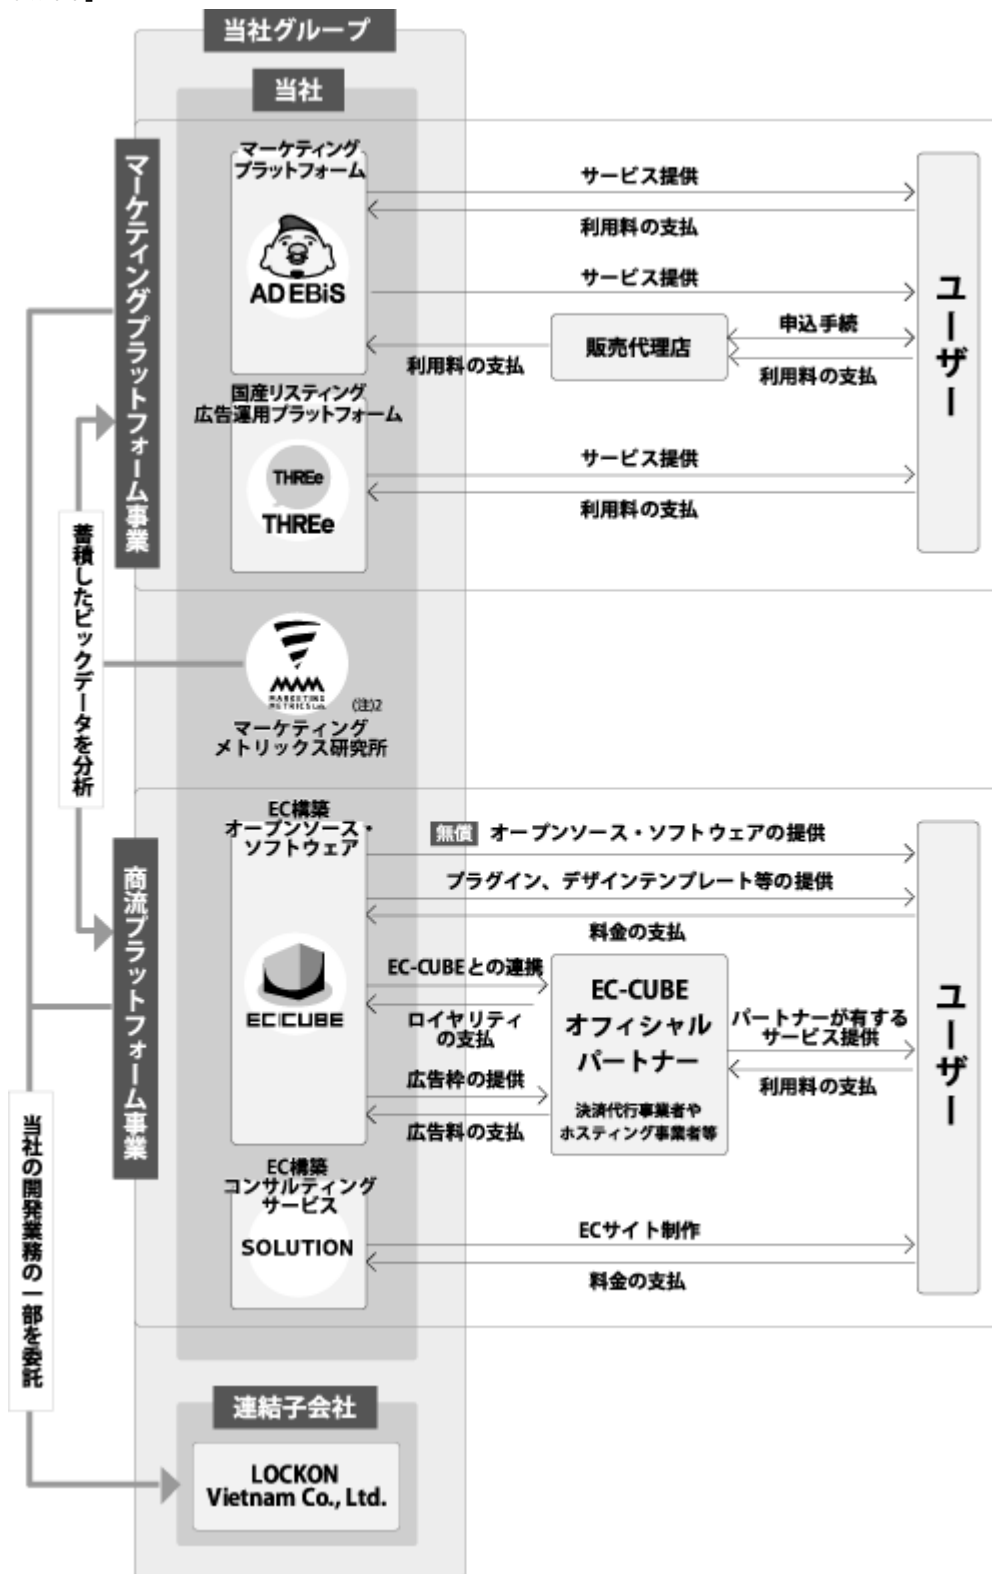 当社グループ
当社
マーケティングプラットフォーム事業
マーケティング
プラットフォーム
AD EBiS
サービス提供
利用料の支払
サービス提供
販売代理店
申込手続
利用料の支払
利用料の支払
ユーザー
国産リスティング
広告運用プラットフォーム
THREe
THREe
サービス提供
利用料の支払
蓄積したビックデータを分析
MARKETING
METRICS Lab.
(注)2
マーケティング
メトリックス研究所
商流プラットフォーム事業
EC構築
オープンソース・
ソフトウェア
EC CUBE
無償 オープンソース・ソフトウェアの提供
プラグイン、デザインテンプレート等の提供
料金の支払
EC-CUBEとの連携
ロイヤリティ
の支払
広告枠の提供
広告料の支払
EC-CUBE
オフィシャル
パートナー
決済代行事業者や
ホスティング事業者等
パートナーが有する
サービス提供
利用料の支払
ユーザー
EC構築
コンサルティング
サービス
SOLUTION
ECサイト制作
料金の支払
当社の開発業務の一部を委託
連結子会社
LOCKON
Vietnam Co., Ltd.